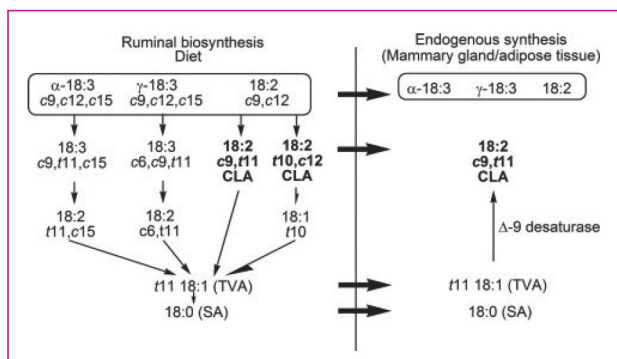 Ruminal biosynthesis
Diet
α-18:3 γ-18:3 18:2
c9,c12,c15 c9,c12,c15 c9,c12
18:3 18:3 18:2 18:2
c9,t11,c15 c6,c9,t11 c9,t11 t10,c12
CLA CLA
18:2 18:2 18:1
t11,c15 c6,t11 t10
t11 18:1 (TVA)
18:0 (SA)
Endogenous synthesis
(Mammary gland/adipose tissue)
α-18:3 γ-18:3 18:2
18:2
c9,t11
CLA
Δ-9 desaturase
t11 18:1 (TVA)
18:0 (SA)